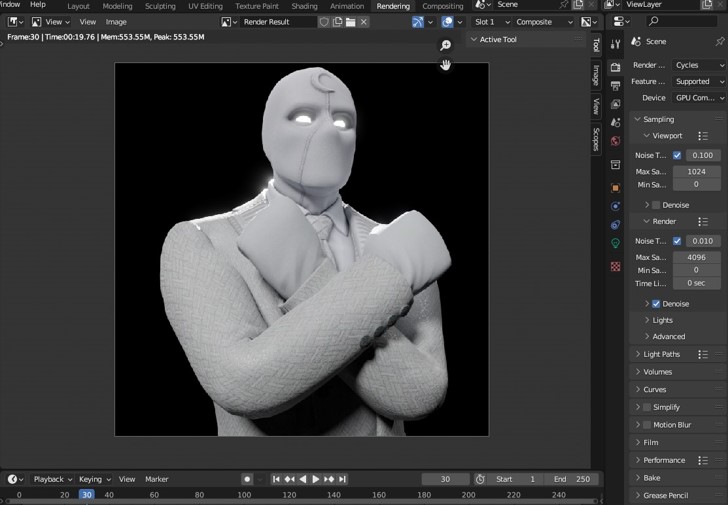 indow Help
Layout Modeling Sculpting UV Editing Texture Paint Shading Animation Rendering Compositing
Scene
ViewLayer
View View Image
Render Result
Slot 1 Composite
Frame:30 | Time:00:19.76 | Mem:553.55M, Peak: 553.55M
Active Tool
Tool
Image
View
Scopes
Scene
Render ... Cycles
Feature ... Supported
Device GPU Com...
Sampling
Viewport
Noise T... 0.100
Max Sa... 1024
Min Sa... 0
Denoise
Render
Noise T... 0.010
Max Sa... 4096
Min Sa... 0
Time Li... 0 sec
Denoise
Lights
Advanced
Light Paths
Volumes
Curves
Simplify
Motion Blur
Film
Performance
Bake
Grease Pencil
Playback Keying View Marker
30
Start 1 End 250
0 20 30 40 60 80 100 120 140 160 180 200 220 240